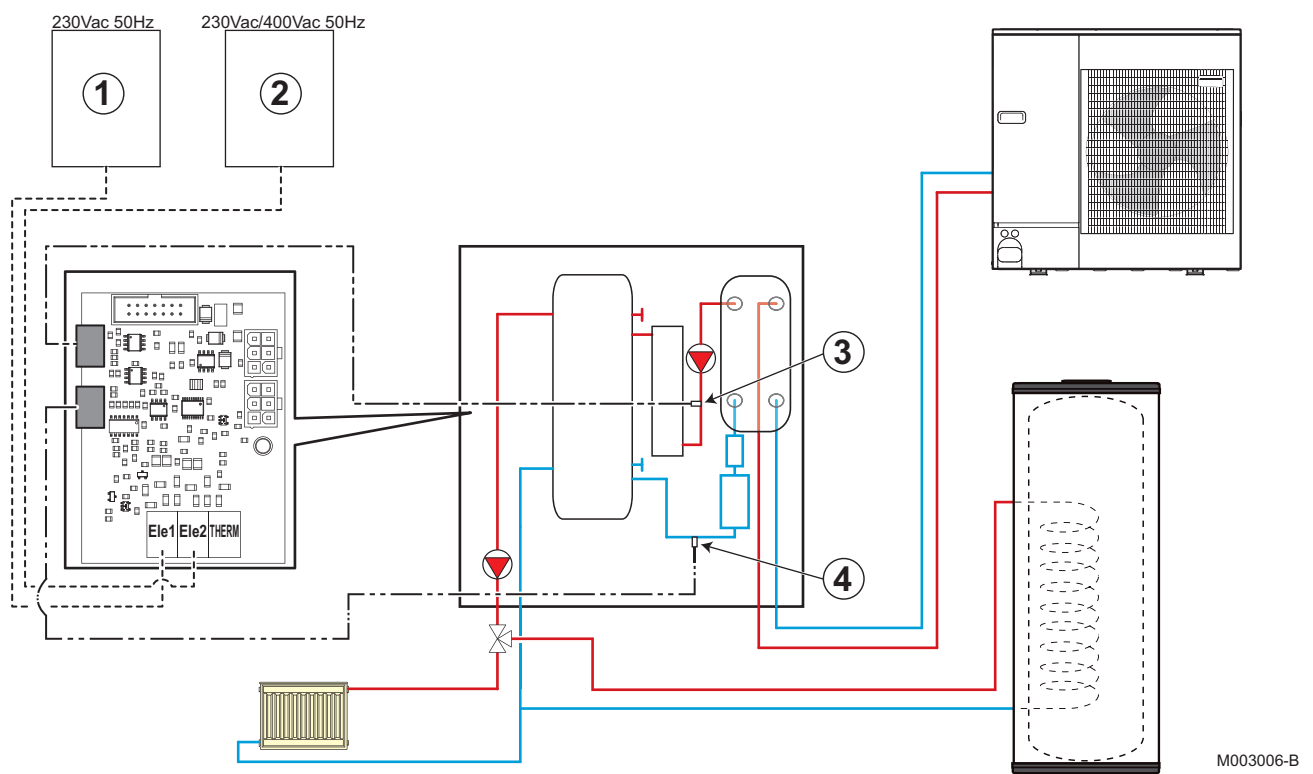 230Vac 50Hz
230Vac/400Vac 50Hz
1
2
3
4
Ele1
Ele2
THERM
M003006-B